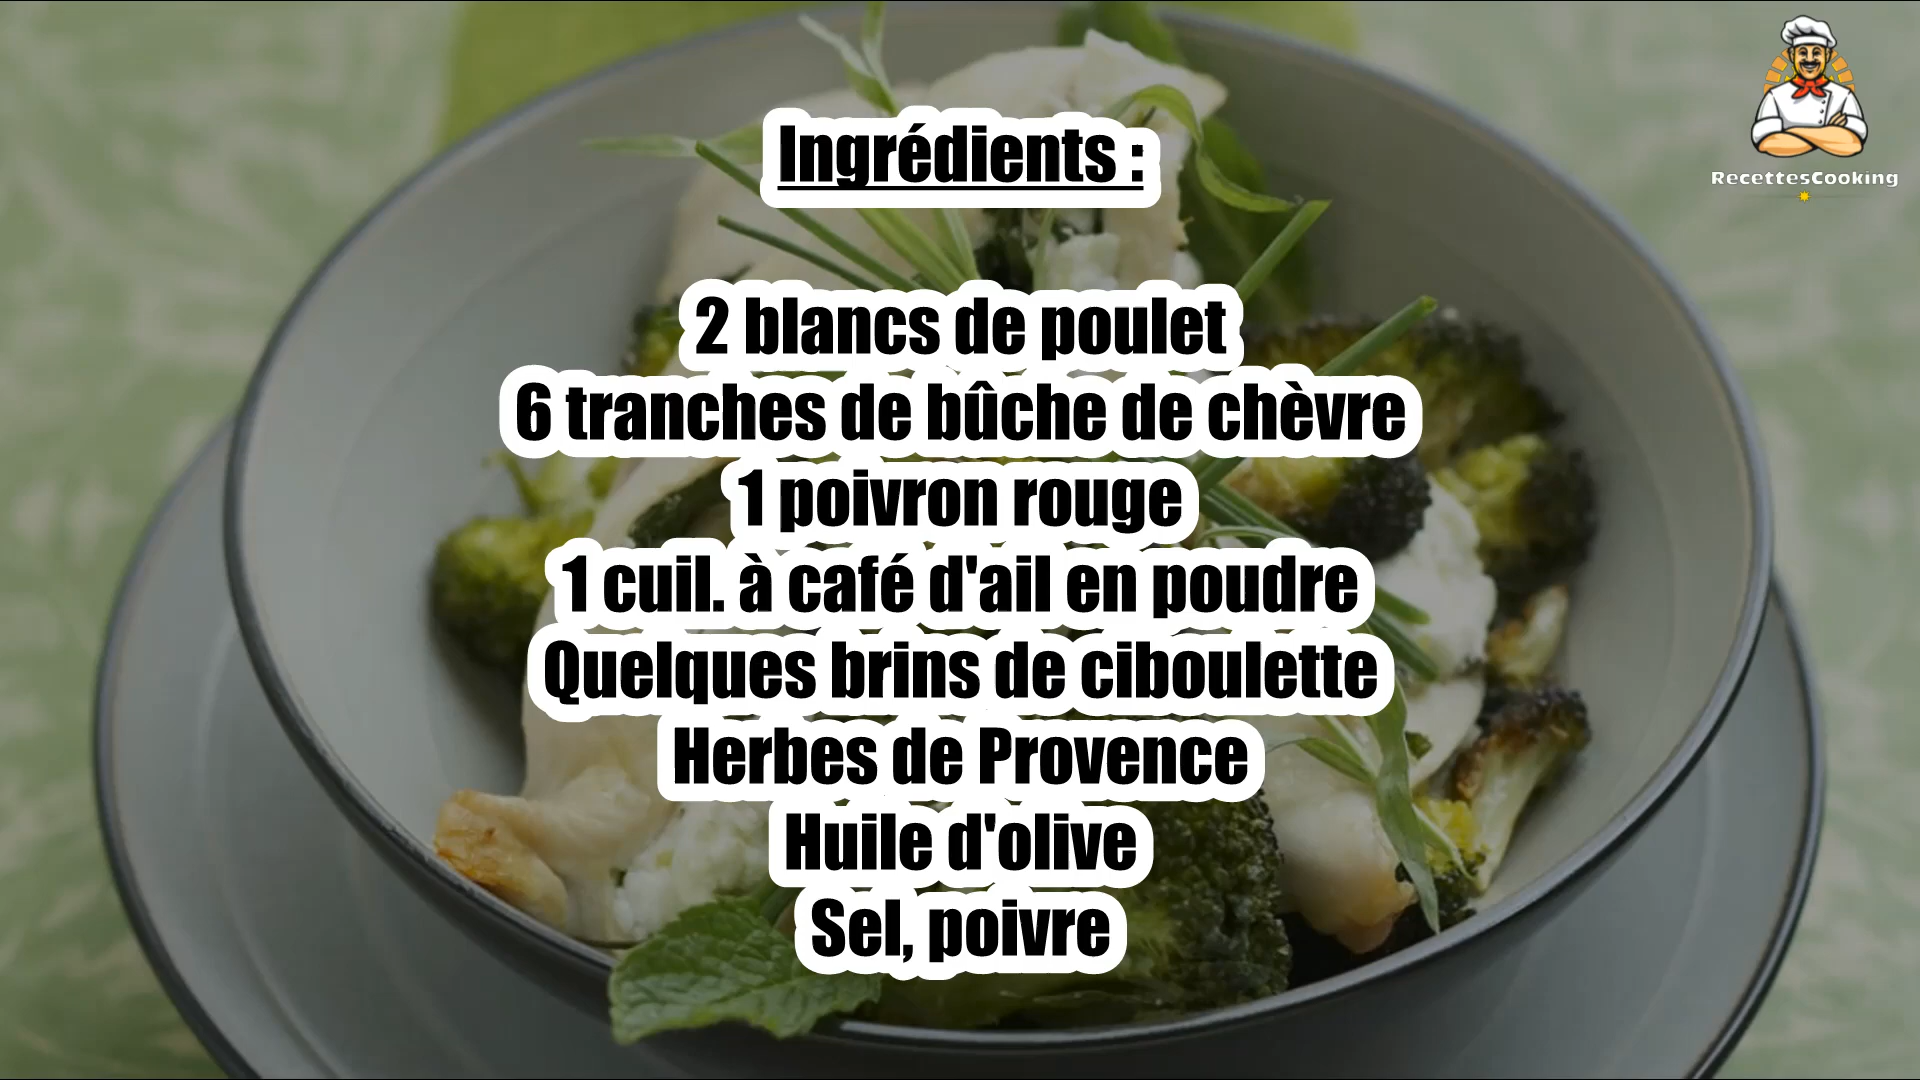 Ingrédients :
RecettesCooking
2 blancs de poulet
6 tranches de bûche de chèvre
1 poivron rouge
1 cuil. à café d'ail en poudre
Quelques brins de ciboulette
Herbes de Provence
Huile d'olive
Sel, poivre